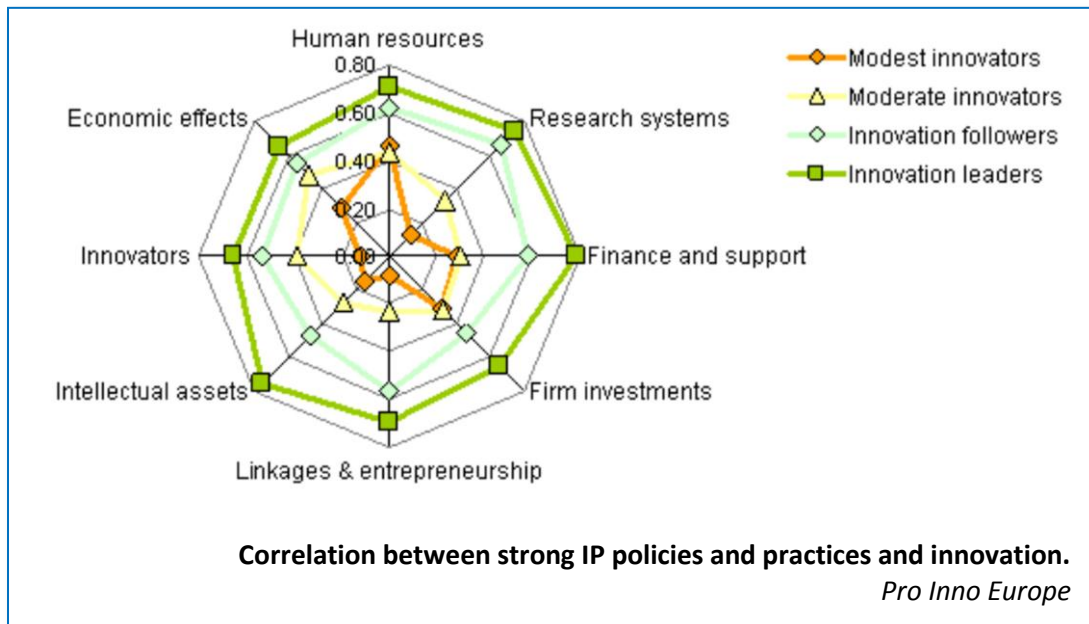 Human resources
0.80
Modest innovators
Moderate innovators
Innovation followers
Innovation leaders
Economic effects
Research systems
0.60
0.40
0.20
0.00
Innovators
Finance and support
Intellectual assets
Firm investments
Linkages & entrepreneurship
Correlation between strong IP policies and practices and innovation.
Pro Inno Europe